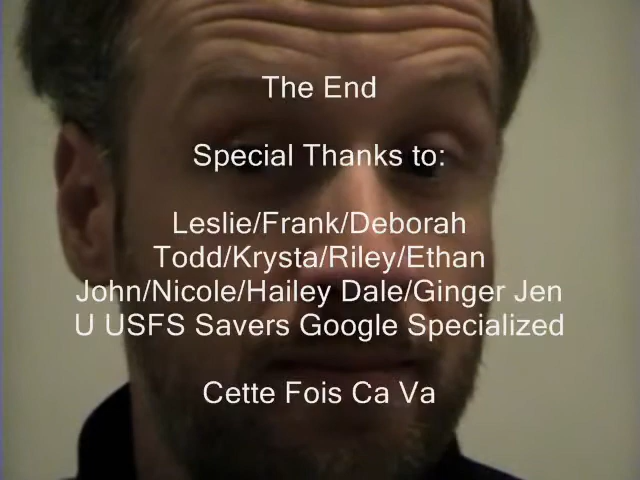 The End
Special Thanks to:
Leslie/Frank/Deborah
Todd/Krysta/Riley/Ethan
John/Nicole/Hailey Dale/Ginger Jen
U USFS Savers Google Specialized
Cette Fois Ca Va